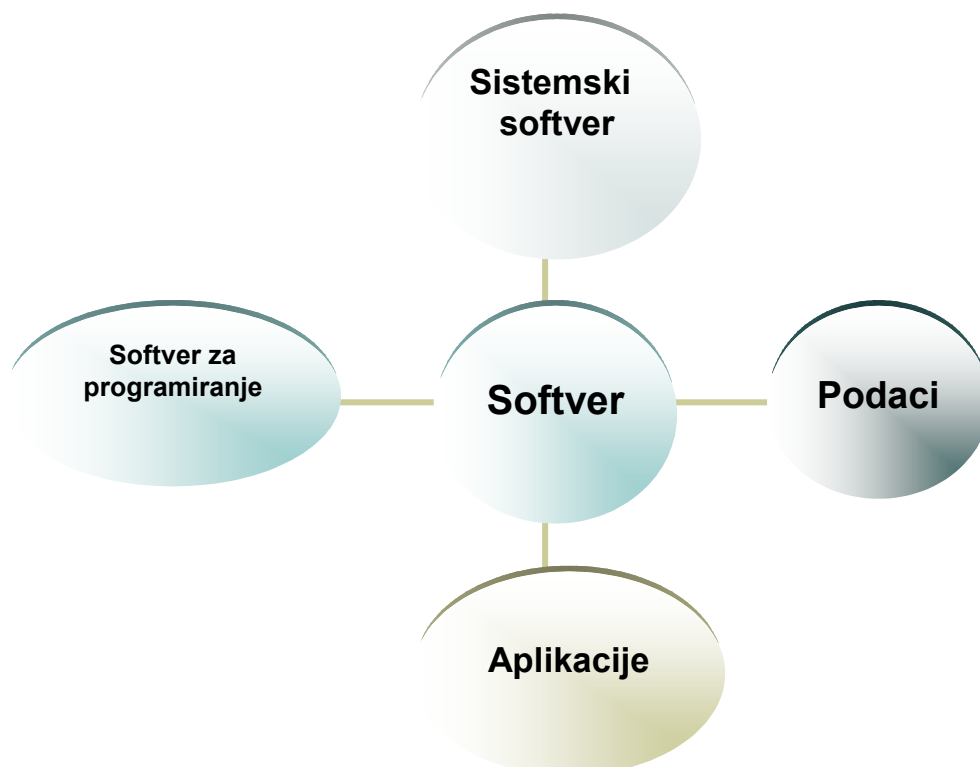 Sistemski
softver
Softver za
programiranje
Softver
Podaci
Aplikacije